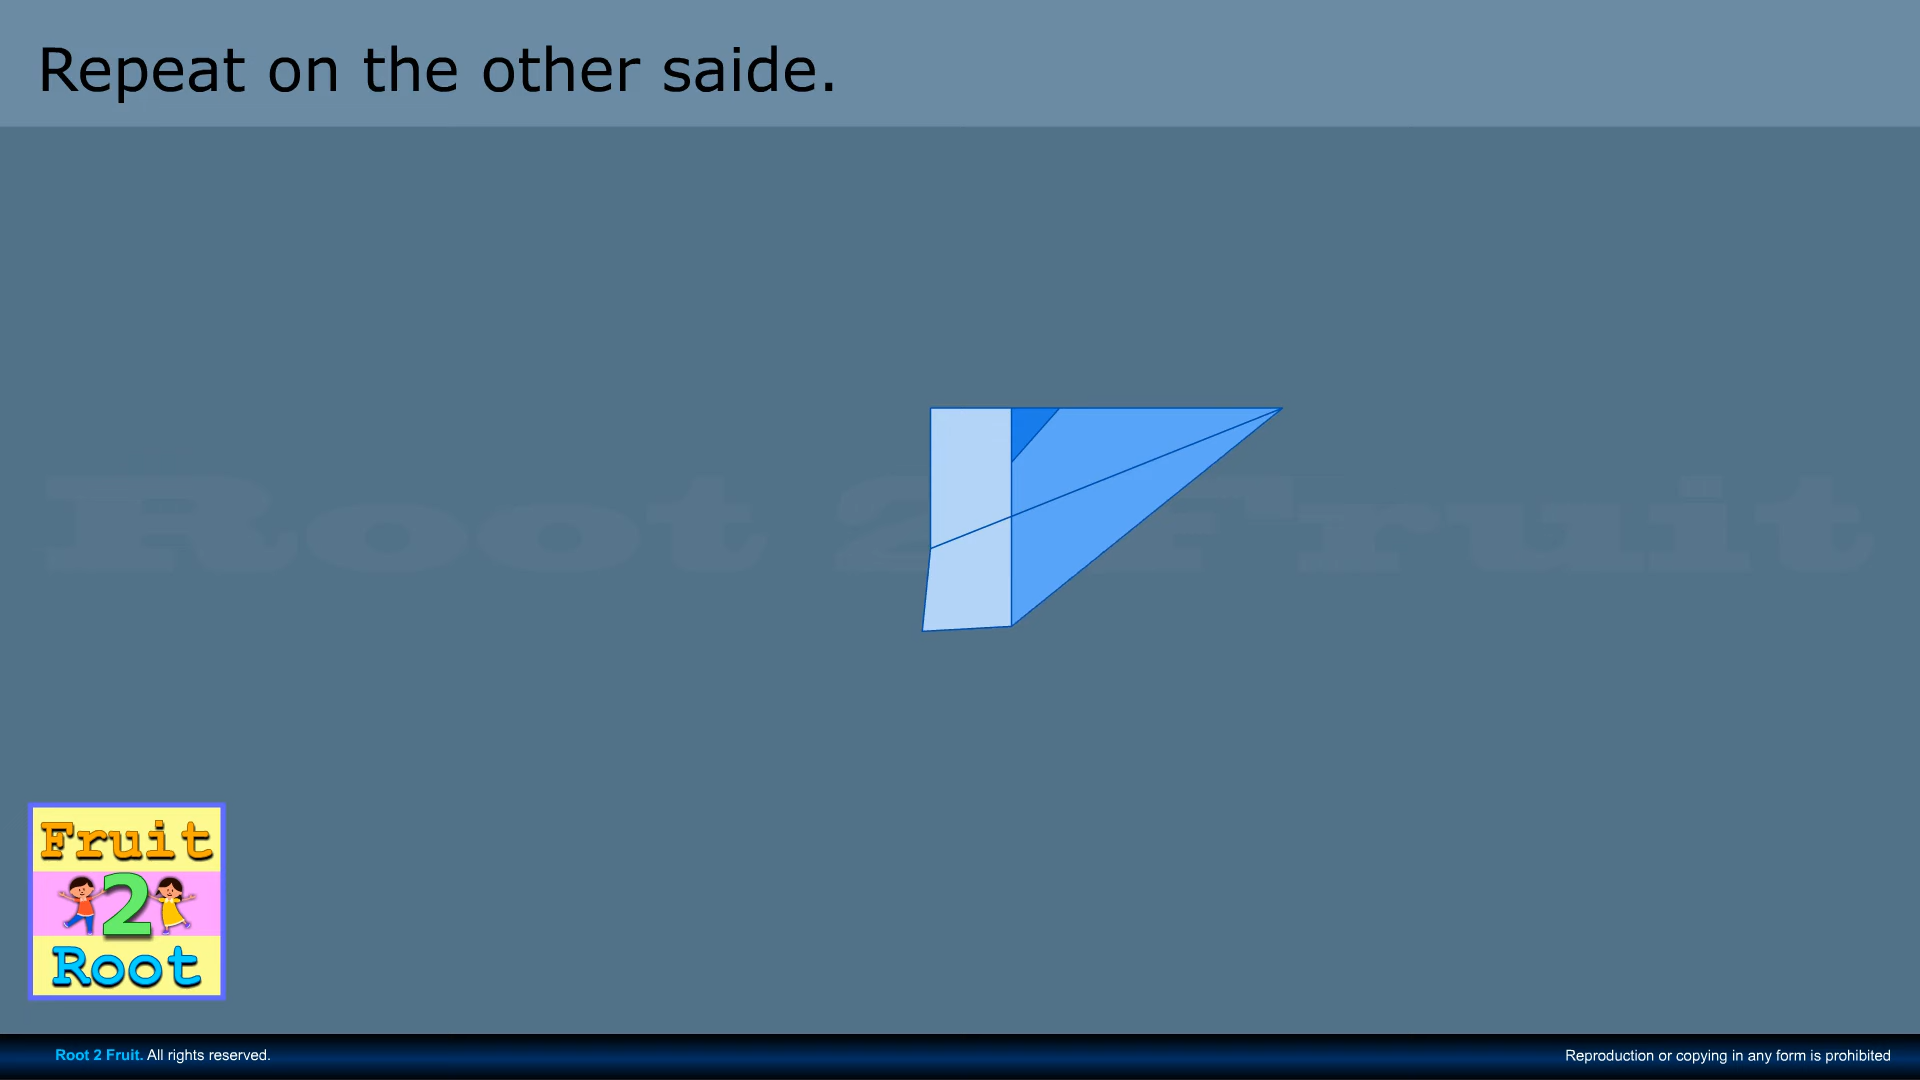 Repeat on the other saide.
Root 2 Fruit
Fruit
2
Root
Root 2 Fruit. All rights reserved.
Reproduction or copying in any form is prohibited